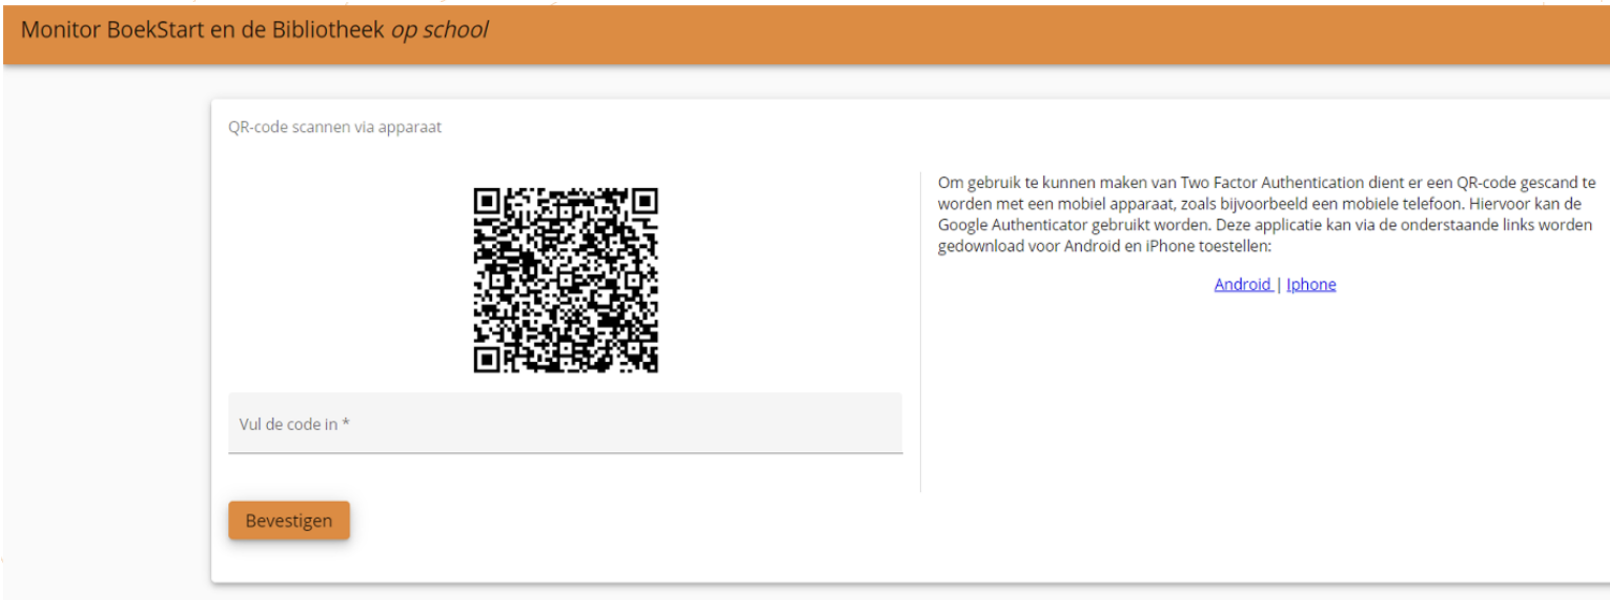 Monitor BoekStart en de Bibliotheek op school
QR-code scannen via apparaat
Vul de code in *
Bevestigen
Om gebruik te kunnen maken van Two Factor Authentication dient er een QR-code gescand te
worden met een mobiel apparaat, zoals bijvoorbeeld een mobiele telefoon. Hiervoor kan de
Google Authenticator gebruikt worden. Deze applicatie kan via de onderstaande links worden
gedownload voor Android en iPhone toestellen:
Android | Iphone